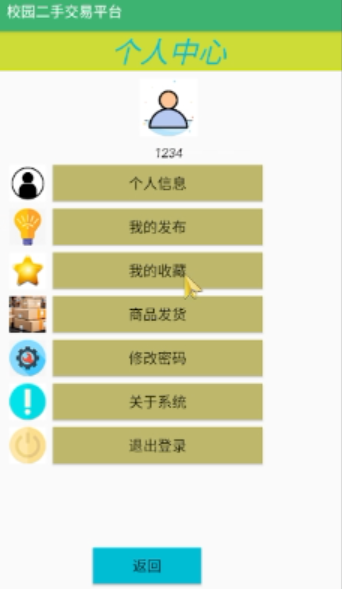 校园二手交易平台
个人中心
1234
个人信息
我的发布
我的收藏
商品发货
修改密码
关于系统
退出登录
返回